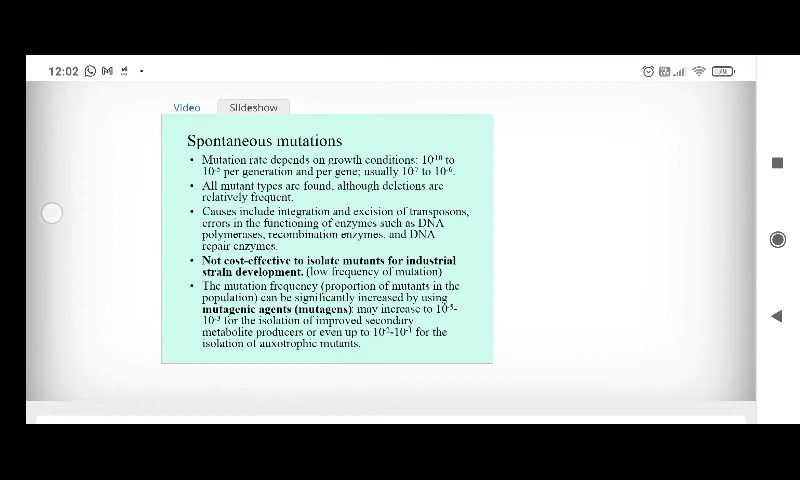 12:02
79
Video Slideshow
Spontaneous mutations
• Mutation rate depends on growth conditions: 10⁻¹⁰ to
10⁻⁵ per generation and per gene; usually 10⁻⁷ to 10⁻⁶.
• All mutant types are found, although deletions are
relatively frequent.
• Causes include integration and excision of transposons,
errors in the functioning of enzymes such as DNA
polymerases, recombination enzymes, and DNA
repair enzymes.
• Not cost-effective to isolate mutants for industrial
strain development. (low frequency of mutation)
• The mutation frequency (proportion of mutants in the
population) can be significantly increased by using
mutagenic agents (mutagens): may increase to 10⁻⁵-
10⁻³ for the isolation of improved secondary
metabolite producers or even up to 10⁻²-10⁻¹ for the
isolation of auxotrophic mutants.